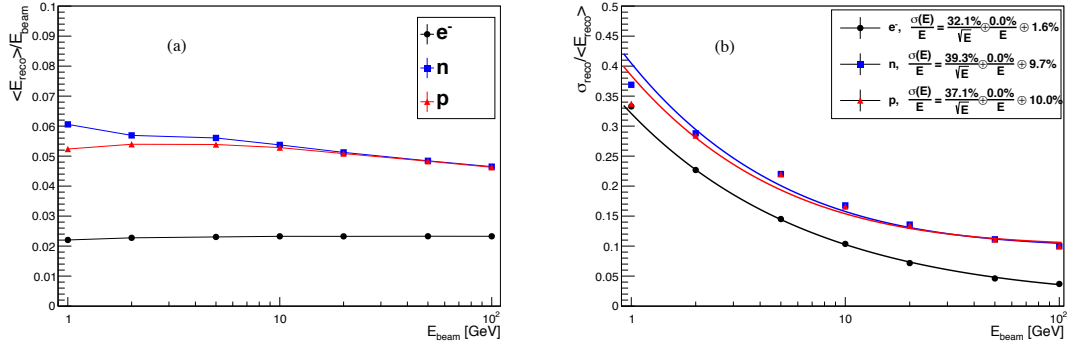 <E_reco>/E_beam
0.1
0.09
0.08
0.07
0.06
0.05
0.04
0.03
0.02
0.01
0
(a)
e⁻
n
p
1
10
10²
E_beam [GeV]
σ_reco/<E_reco>
0.5
0.45
0.4
0.35
0.3
0.25
0.2
0.15
0.1
0.05
0
(b)
e⁻, σ(E)/E = 32.1%/√E ⊕ 0.0%/E ⊕ 1.6%
n, σ(E)/E = 39.3%/√E ⊕ 0.0%/E ⊕ 9.7%
p, σ(E)/E = 37.1%/√E ⊕ 0.0%/E ⊕ 10.0%
1
10
10²
E_beam [GeV]